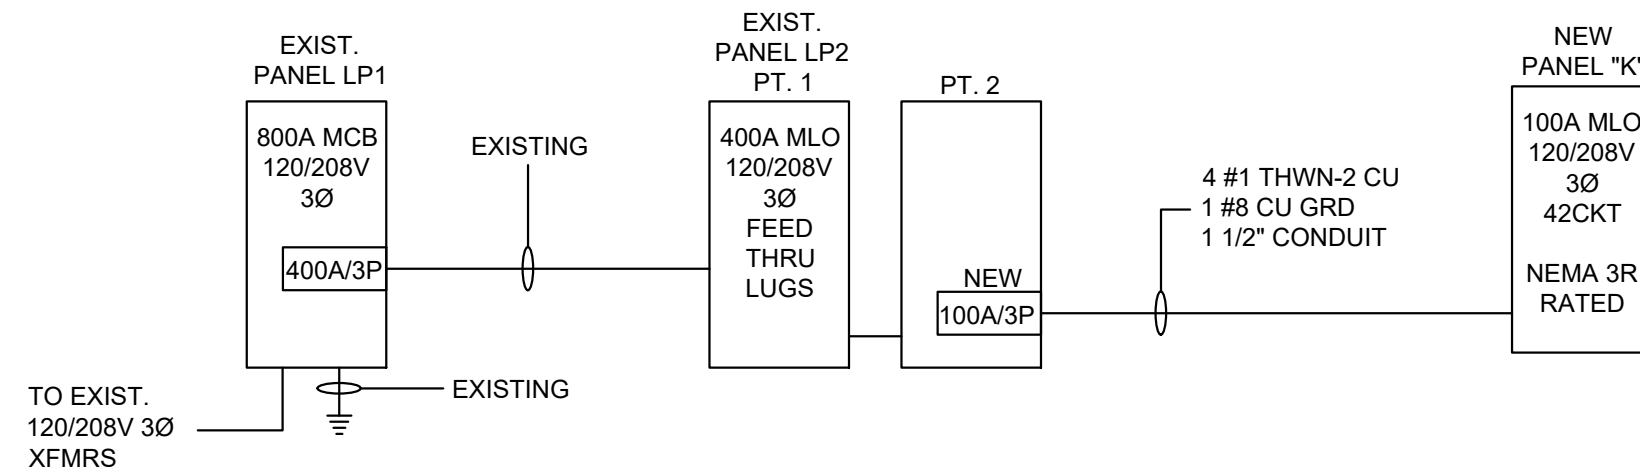 EXIST.
PANEL LP1
800A MCB
120/208V
3Ø
400A/3P
EXISTING
EXISTING
TO EXIST.
120/208V 3Ø
XFMRS
EXIST.
PANEL LP2
PT. 1
400A MLO
120/208V
3Ø
FEED
THRU
LUGS
PT. 2
NEW
100A/3P
4 #1 THWN-2 CU
1 #8 CU GRD
1 1/2" CONDUIT
NEW
PANEL "K"
100A MLO
120/208V
3Ø
42CKT
NEMA 3R
RATED